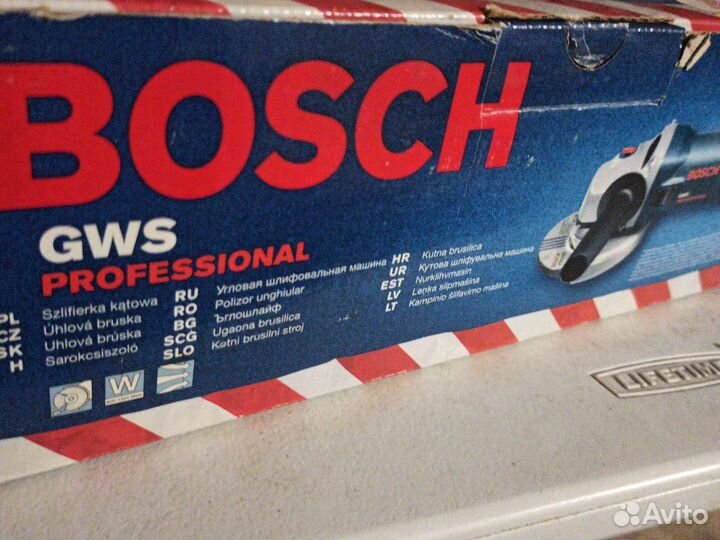 BOSCH
GWS
PROFESSIONAL
PL Szlifierka kątowa
CZ Úhlová bruska
SK Uhlová brúska
H Sarokcsiszoló
RU Угловая шлифовальная машина
RO Polizor unghiular
BG Ъглошлайф
SCG Ugaona brusilica
SLO Kotni brusilni stroj
HR Kutna brusilica
UR Кутова шліфувальна машина
EST Nurklihvmasin
LV Leņķa slīpmašīna
LT Kampinio šlifavimo mašina
W
BOSCH
LIFETIME
Avito